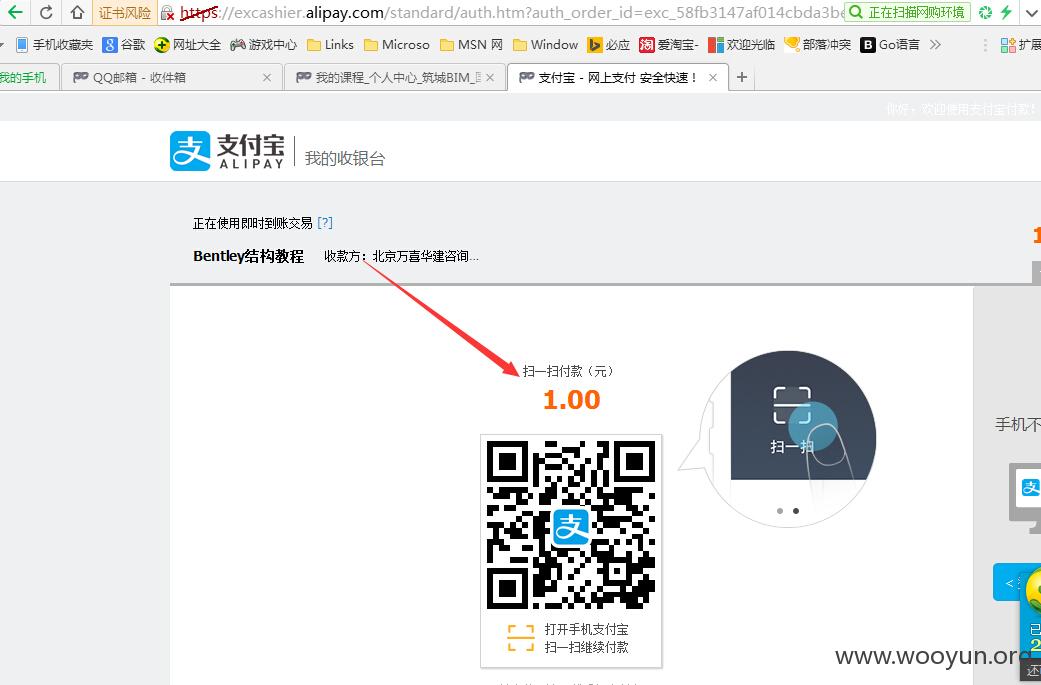 证书风险 https://excashier.alipay.com/standard/auth.htm?auth_order_id=exc_58fb3147af014cbda3be 正在扫描网购环境
手机收藏夹 谷歌 网址大全 游戏中心 Links Microso MSN 网 Window 必应 爱淘宝- 欢迎光临 部落冲突 Go语言 扩展
我的手机 QQ邮箱 - 收件箱 我的课程_个人中心_筑城BIM_ 支付宝 - 网上支付 安全快速！
你好，欢迎使用支付宝付款！
支付宝 ALIPAY 我的收银台
正在使用即时到账交易 [?]
Bentley结构教程 收款方：北京万喜华建咨询...
扫一扫付款（元）
1.00
扫一扫
手机不
打开手机支付宝
扫一扫继续付款
www.wooyun.org